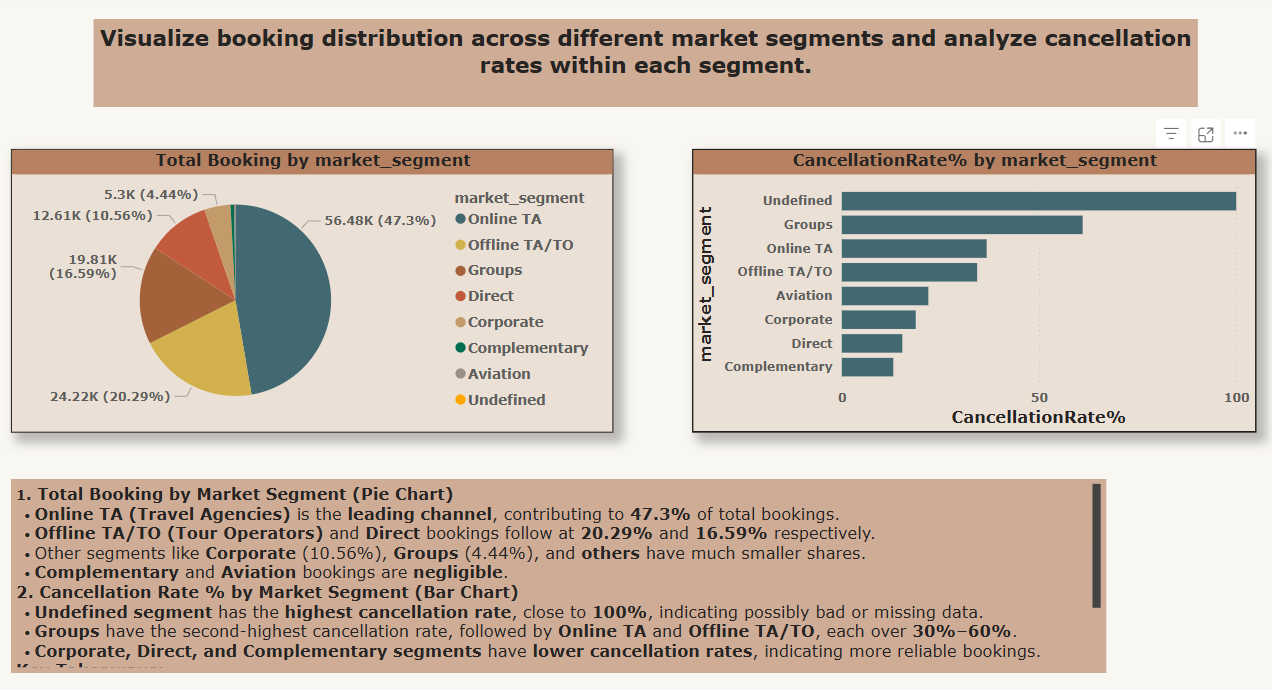 Visualize booking distribution across different market segments and analyze cancellation
rates within each segment.
Total Booking by market_segment
5.3K (4.44%)
12.61K (10.56%)
19.81K
(16.59%)
24.22K (20.29%)
56.48K (47.3%)
market_segment
Online TA
Offline TA/TO
Groups
Direct
Corporate
Complementary
Aviation
Undefined
CancellationRate% by market_segment
market_segment
Undefined
Groups
Online TA
Offline TA/TO
Aviation
Corporate
Direct
Complementary
0 50 100
CancellationRate%
1. Total Booking by Market Segment (Pie Chart)
• Online TA (Travel Agencies) is the leading channel, contributing to 47.3% of total bookings.
• Offline TA/TO (Tour Operators) and Direct bookings follow at 20.29% and 16.59% respectively.
• Other segments like Corporate (10.56%), Groups (4.44%), and others have much smaller shares.
• Complementary and Aviation bookings are negligible.
2. Cancellation Rate % by Market Segment (Bar Chart)
• Undefined segment has the highest cancellation rate, close to 100%, indicating possibly bad or missing data.
• Groups have the second-highest cancellation rate, followed by Online TA and Offline TA/TO, each over 30%–60%.
• Corporate, Direct, and Complementary segments have lower cancellation rates, indicating more reliable bookings.